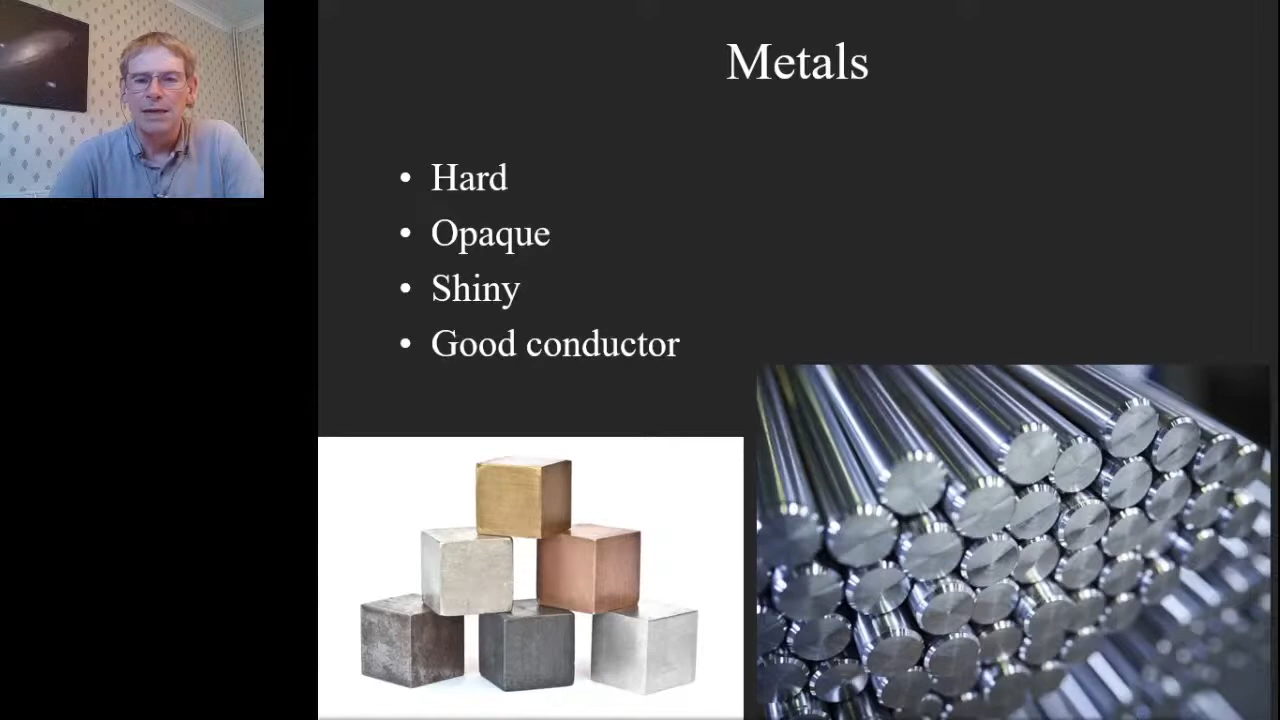 Metals
• Hard
• Opaque
• Shiny
• Good conductor